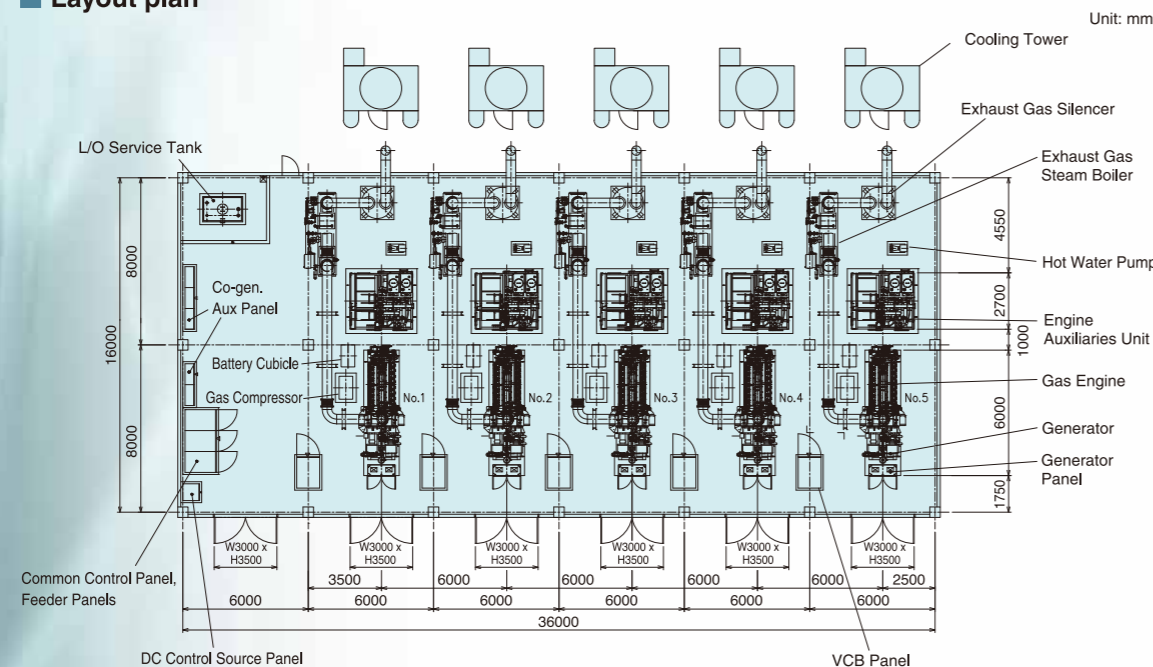 Layout plan
Unit: mm
Cooling Tower
Exhaust Gas Silencer
L/O Service Tank
Exhaust Gas
Steam Boiler
4550
8000
Hot Water Pump
Co-gen.
Aux Panel
2700
Engine
Auxiliaries Unit
1000
16000
Battery Cubicle
Gas Compressor
Gas Engine
No.1
No.2
No.3
No.4
No.5
6000
8000
Generator
Generator
Panel
1750
W3000 x
H3500
W3000 x
H3500
W3000 x
H3500
W3000 x
H3500
W3000 x
H3500
W3000 x
H3500
Common Control Panel,
Feeder Panels
3500
6000
6000
6000
6000
2500
6000
6000
6000
6000
6000
6000
36000
DC Control Source Panel
VCB Panel